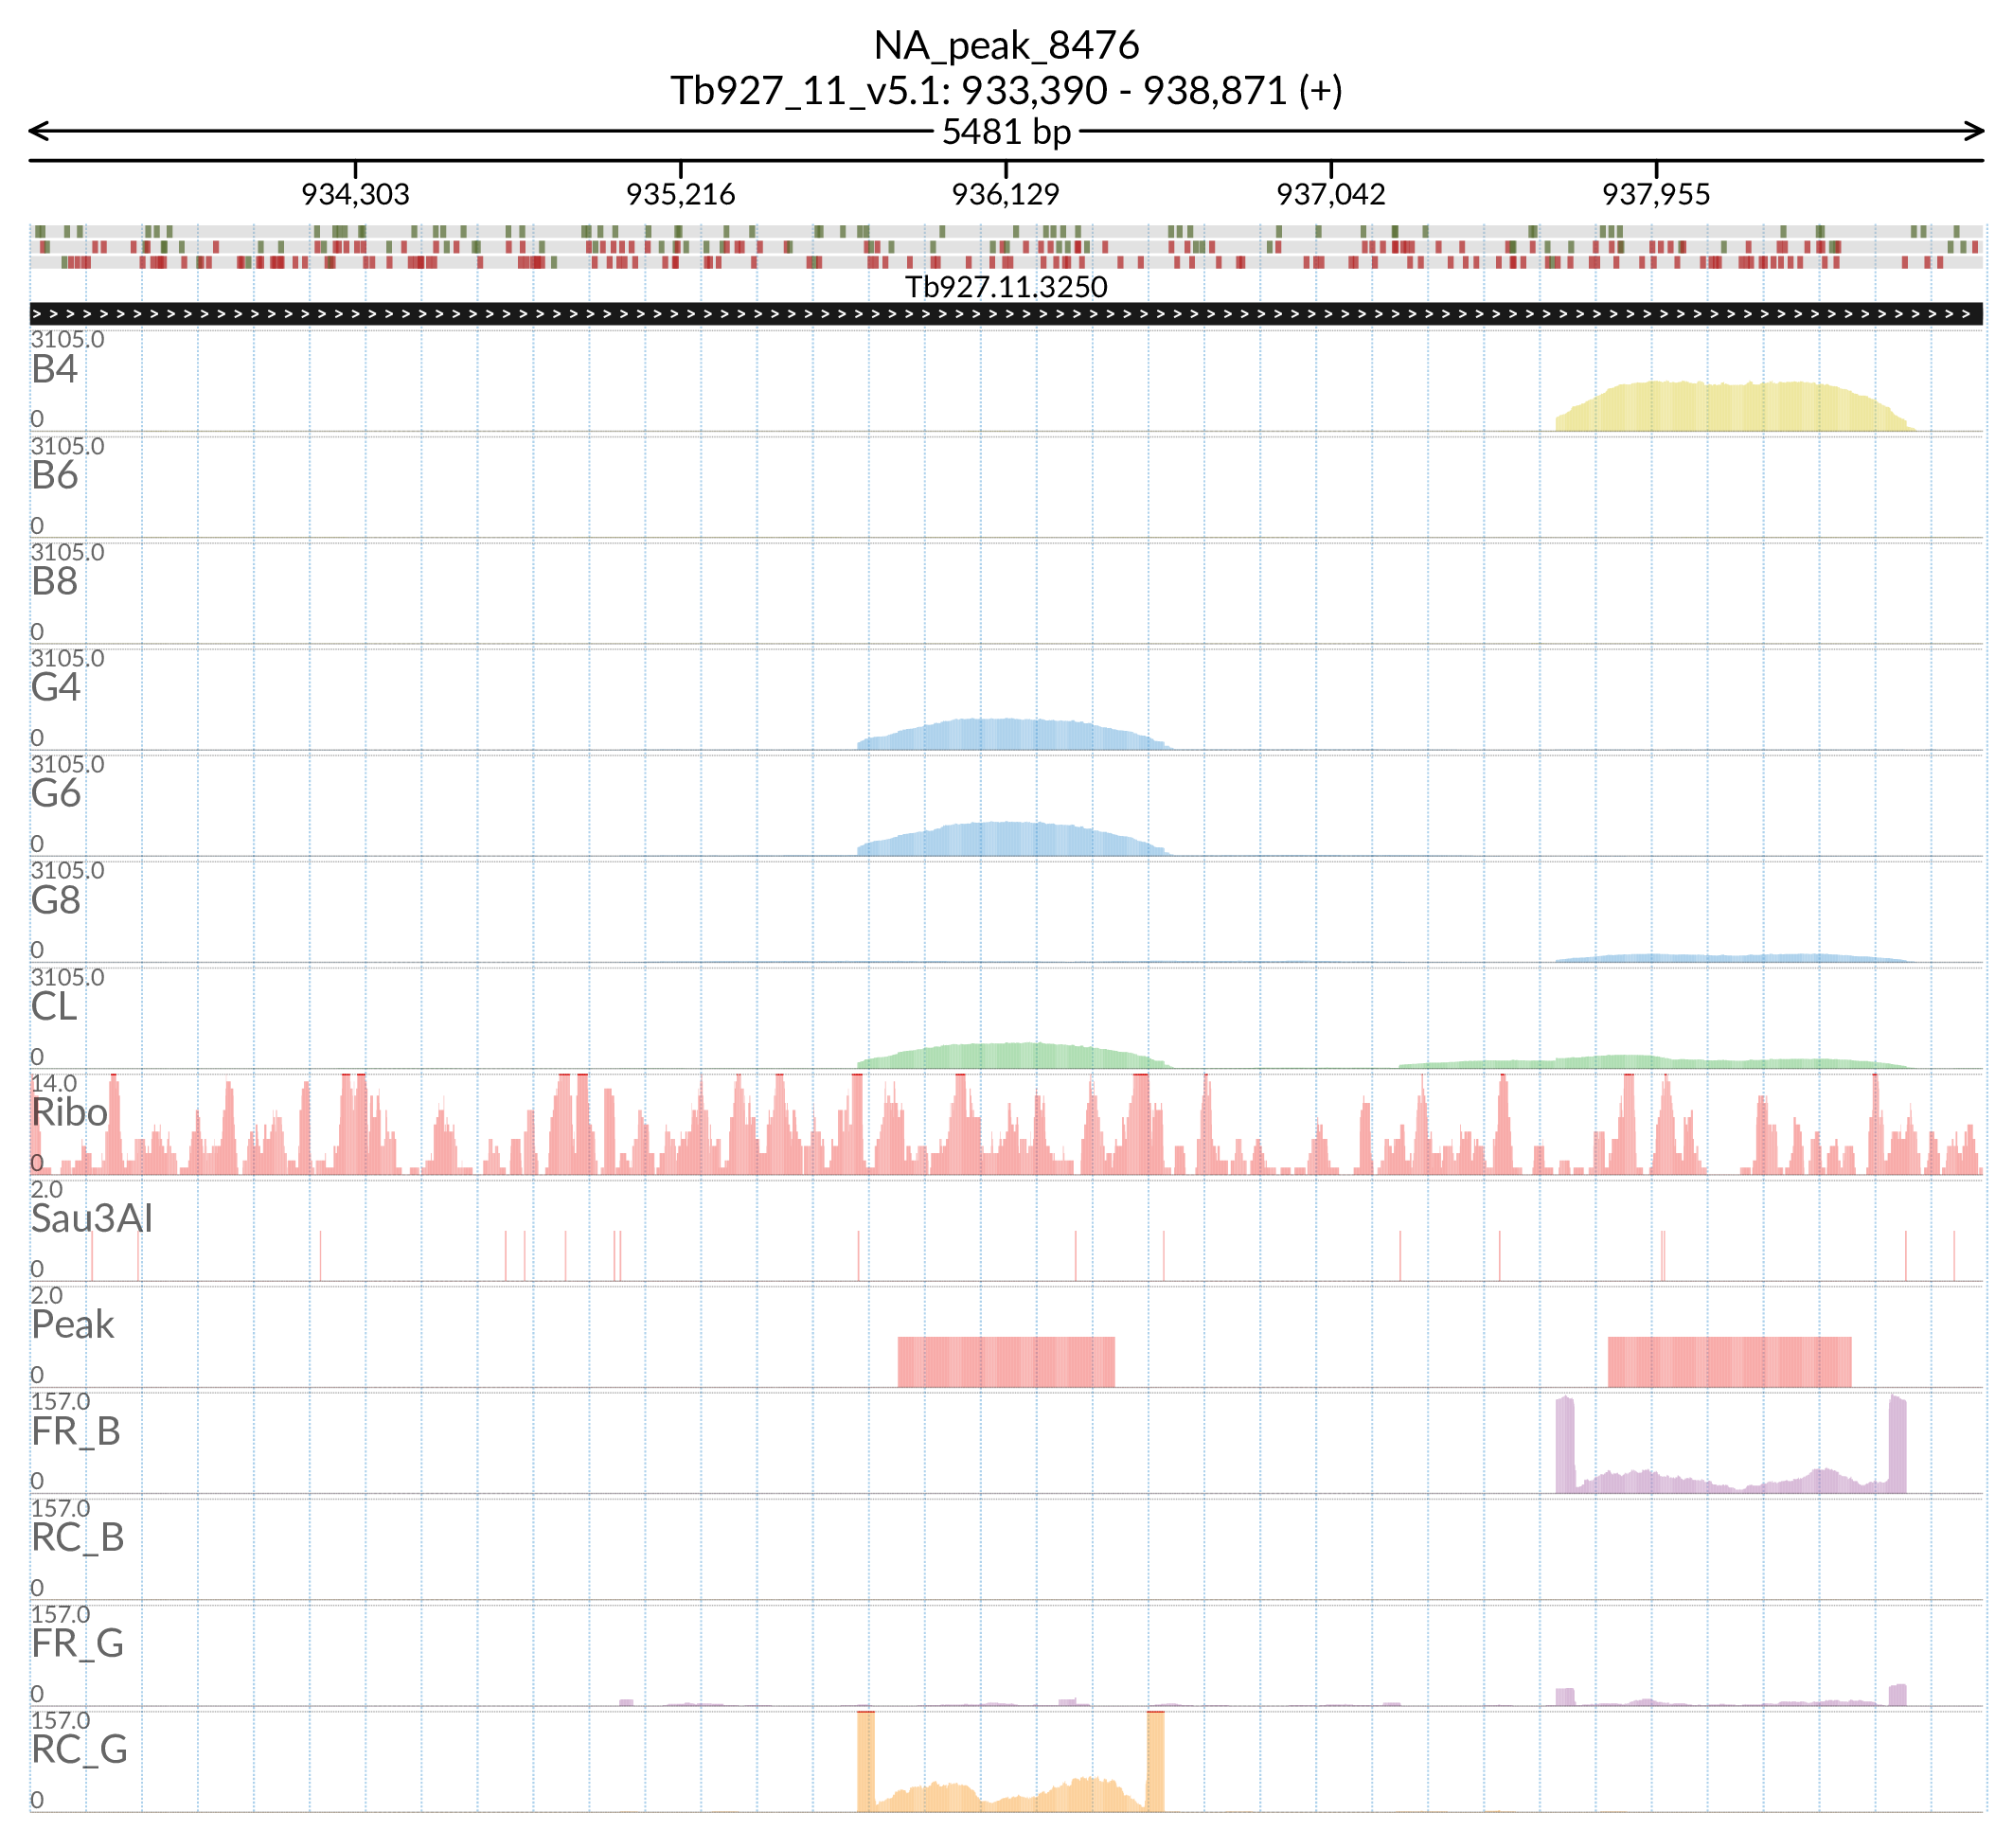 NA_peak_8476
Tb927_11_v5.1: 933,390 - 938,871 (+)
5481 bp
934,303 935,216 936,129 937,042 937,955
Tb927.11.3250
3105.0
B4
0
3105.0
B6
0
3105.0
B8
0
3105.0
G4
0
3105.0
G6
0
3105.0
G8
0
3105.0
CL
0
14.0
Ribo
0
2.0
Sau3AI
0
2.0
Peak
0
157.0
FR_B
0
157.0
RC_B
0
157.0
FR_G
0
157.0
RC_G
0